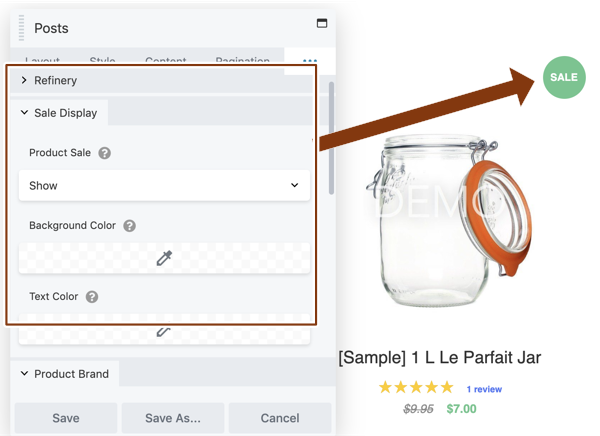 Posts
Layout Style Content Pagination
Refinery
Sale Display
Product Sale ?
Show
Background Color ?
Text Color ?
Product Brand
Save Save As... Cancel
SALE
DEMO
[Sample] 1 L Le Parfait Jar
1 review
$9.95 $7.00